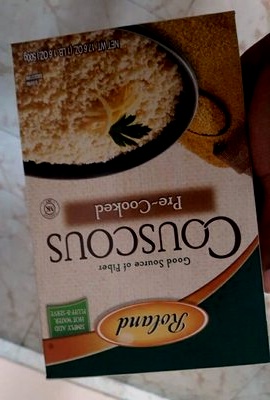 Roland
SIMPLY ADD
HOT WATER,
FLUFF & SERVE
Good Source of Fiber
COUSCOUS
Pre-Cooked
NET WT 17.6 OZ (1 LB. 1.6 OZ.) 500g